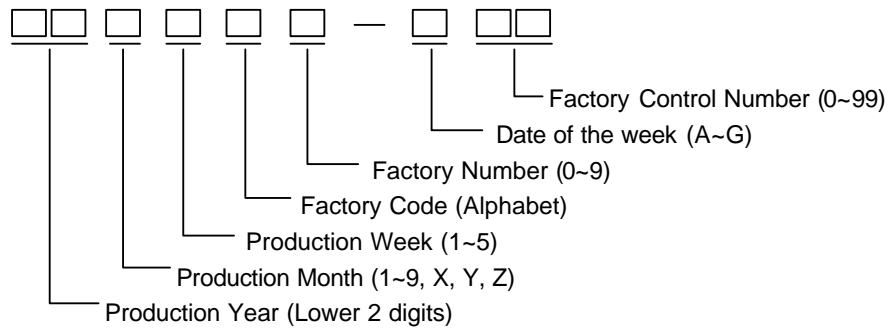 Factory Control Number (0~99)
Date of the week (A~G)
Factory Number (0~9)
Factory Code (Alphabet)
Production Week (1~5)
Production Month (1~9, X, Y, Z)
Production Year (Lower 2 digits)